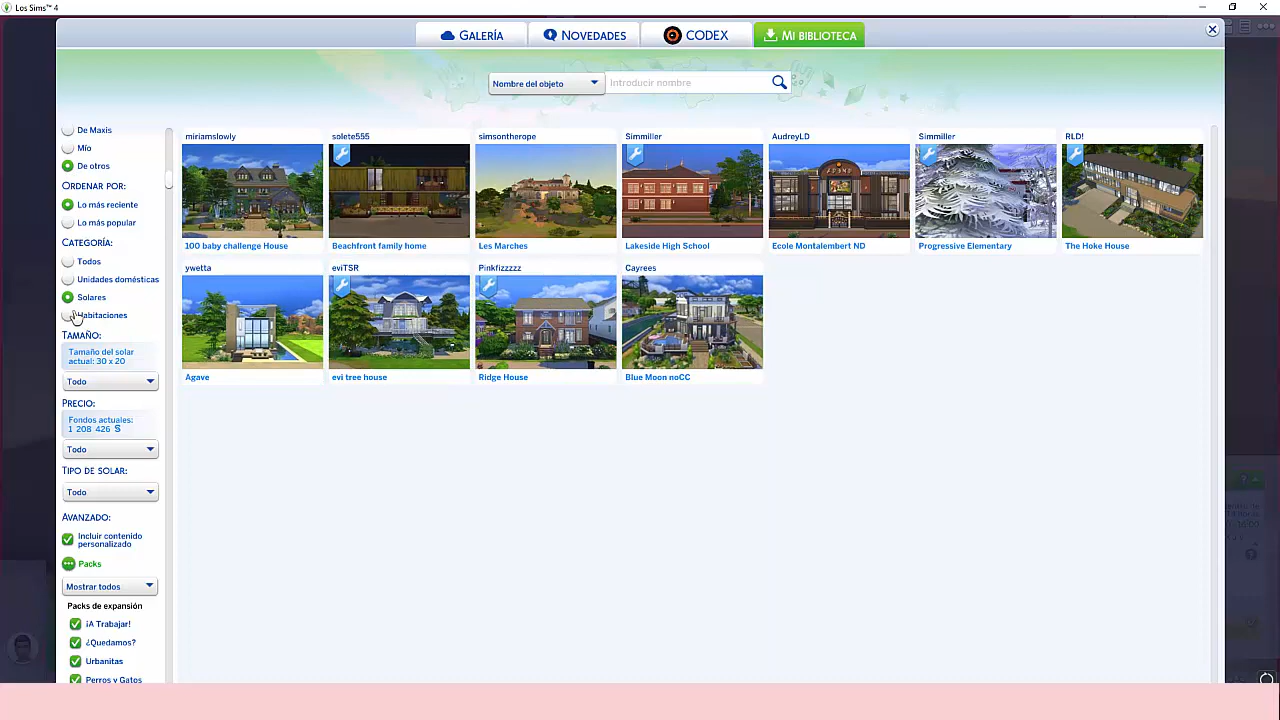 Los Sims™ 4
GALERÍA
NOVEDADES
CODEX
MI BIBLIOTECA
Nombre del objeto
Introducir nombre
De Maxis
Mío
De otros
ORDENAR POR:
Lo más reciente
Lo más popular
CATEGORÍA:
Todos
Unidades domésticas
Solares
Habitaciones
TAMAÑO:
Tamaño del solar
actual: 30 x 20
Todo
PRECIO:
Fondos actuales:
1 208 426 §
Todo
TIPO DE SOLAR:
Todo
AVANZADO:
Incluir contenido
personalizado
Packs
Mostrar todos
Packs de expansión
¡A Trabajar!
¿Quedamos?
Urbanitas
Perros y Gatos
miriamslowly
100 baby challenge House
solete555
Beachfront family home
simsontherope
Les Marches
Simmiller
Lakeside High School
AudreyLD
Ecole Montalembert ND
Simmiller
Progressive Elementary
RLD!
The Hoke House
ywetta
Agave
eviTSR
evi tree house
Pinkfizzzzz
Ridge House
Cayrees
Blue Moon noCC